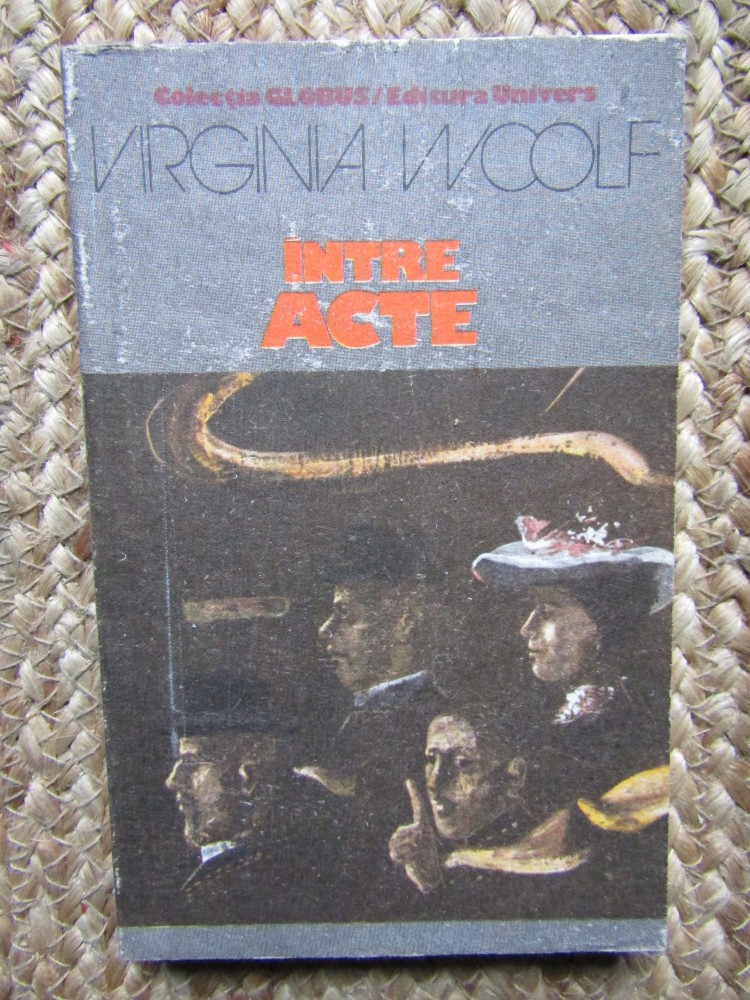 Colecția GLOBUS/Editura Univers
VIRGINIA WOOLF
ÎNTRE
ACTE